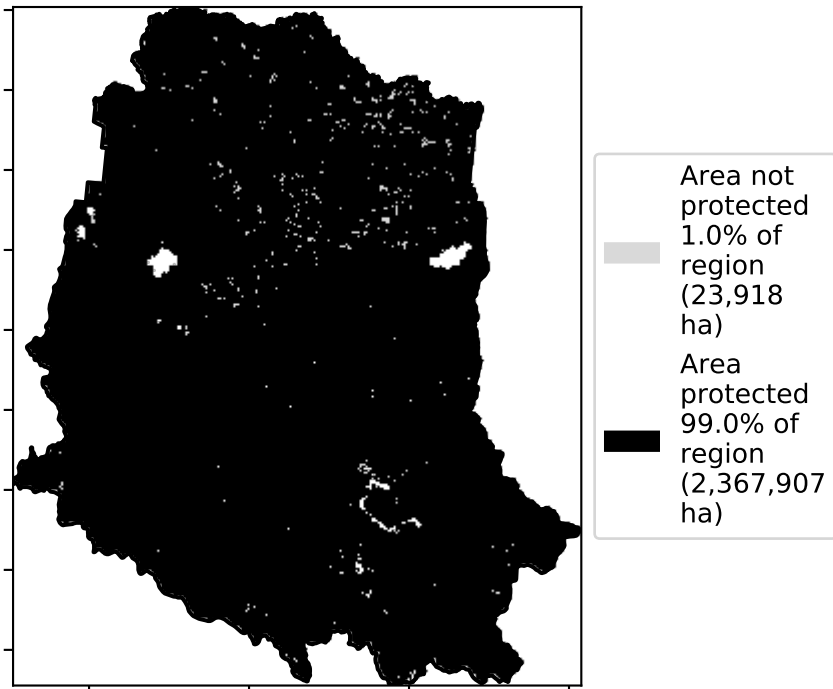 Area not
protected
1.0% of
region
(23,918
ha)
Area
protected
99.0% of
region
(2,367,907
ha)